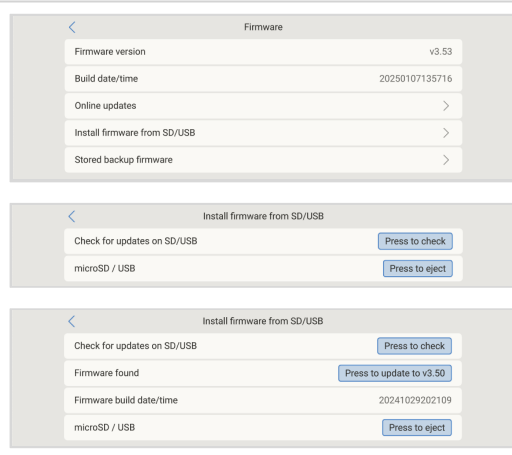 Firmware
Firmware version v3.53
Build date/time 20250107135716
Online updates
Install firmware from SD/USB
Stored backup firmware
Install firmware from SD/USB
Check for updates on SD/USB Press to check
microSD / USB Press to eject
Install firmware from SD/USB
Check for updates on SD/USB Press to check
Firmware found Press to update to v3.50
Firmware build date/time 20241029202109
microSD / USB Press to eject